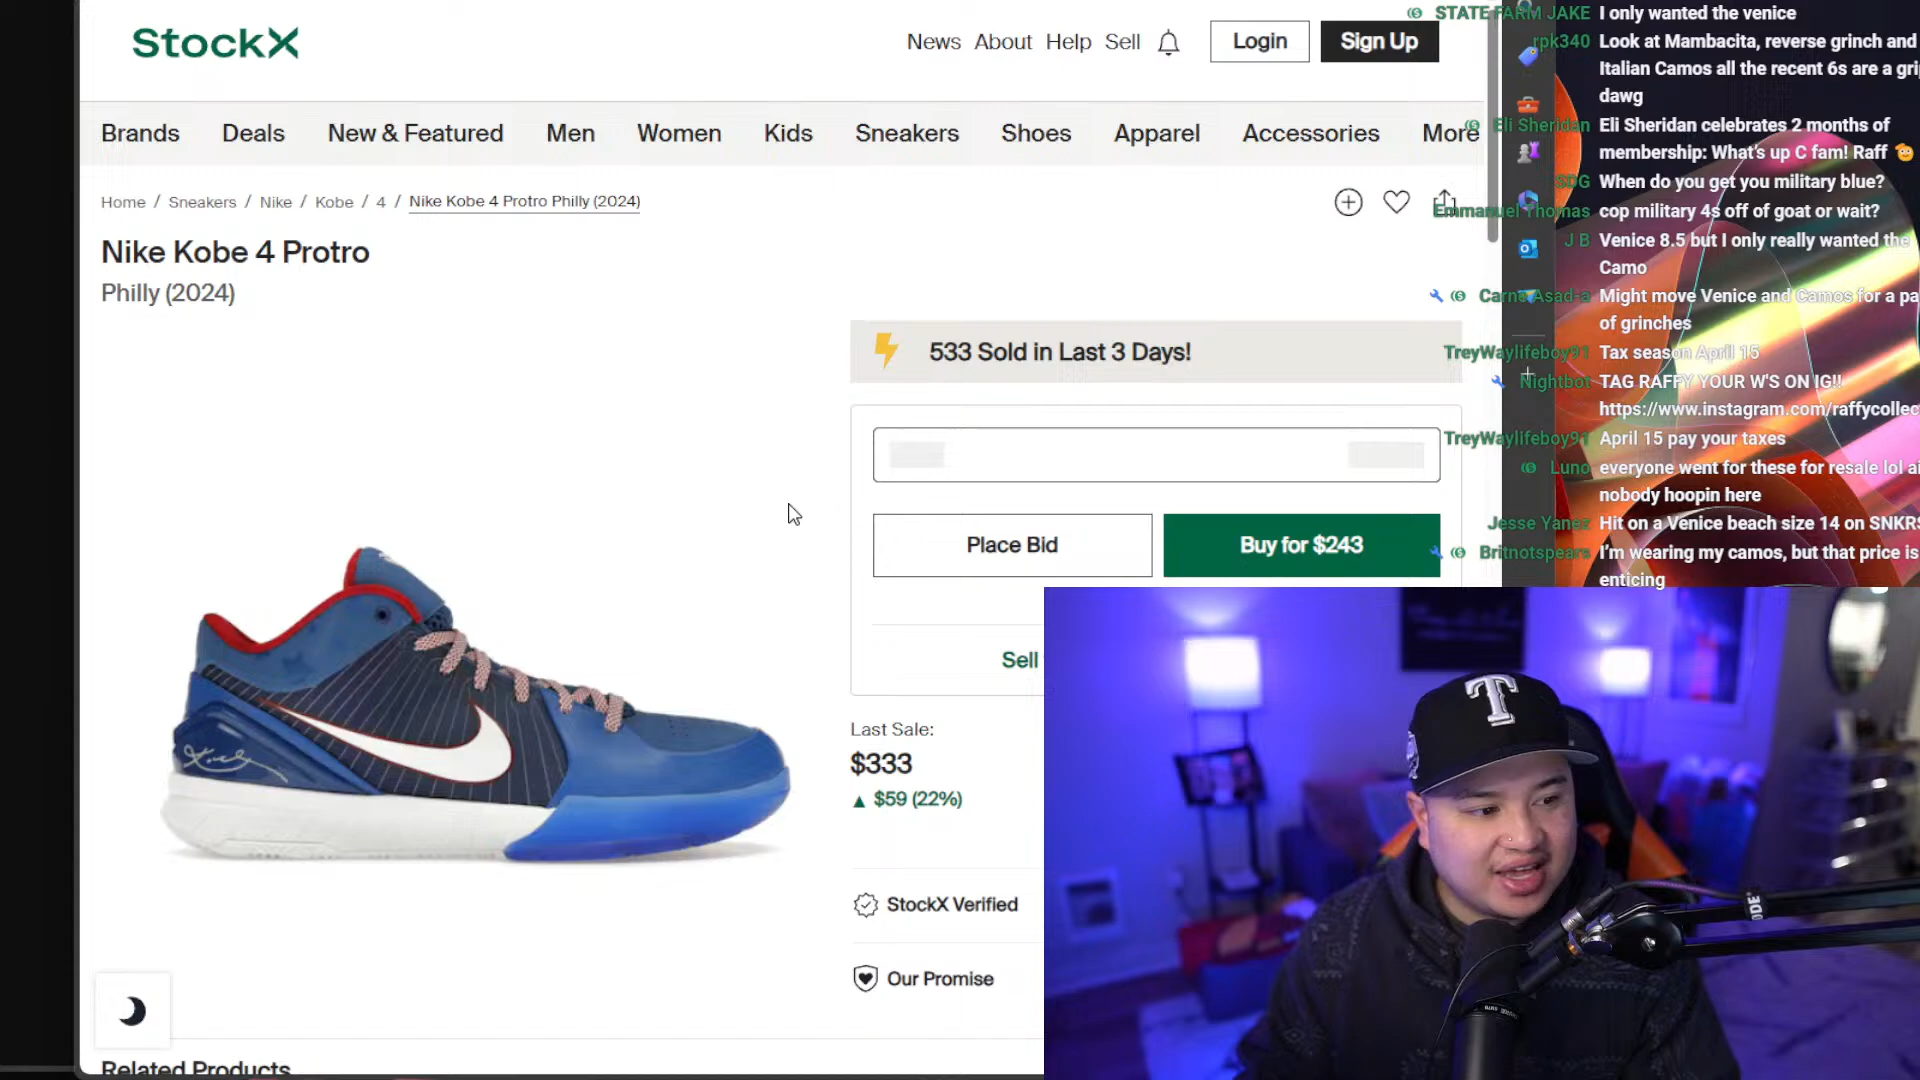 StockX
News About Help Sell Login Sign Up
Brands Deals New & Featured Men Women Kids Sneakers Shoes Apparel Accessories More
Home / Sneakers / Nike / Kobe / 4 / Nike Kobe 4 Protro Philly (2024)
Nike Kobe 4 Protro
Philly (2024)
533 Sold in Last 3 Days!
Place Bid
Buy for $243
Sell
Last Sale:
$333
▲ $59 (22%)
StockX Verified
Our Promise
Related Products
STATE FARM JAKE I only wanted the venice
rpk340 Look at Mambacita, reverse grinch and
Italian Camos all the recent 6s are a
dawg
Eli Sheridan Eli Sheridan celebrates 2 months of
membership: What's up C fam! Raff
SDG When do you get you military blue?
Emmanuel Thomas cop military 4s off of goat or wait?
J B Venice 8.5 but I only really wanted the
Camo
Carne Asad-a Might move Venice and Camos for a
of grinches
TreyWaylifeboy91 Tax season April 15
Nightbot TAG RAFFY YOUR W'S ON IG!!
https://www.instagram.com/raffycollec
TreyWaylifeboy91 April 15 pay your taxes
Luno everyone went for these for resale lol
nobody hoopin here
Jesse Yanez Hit on a Venice beach size 14 on SNKRS
Britnotspears I'm wearing my camos, but that price is
enticing
T